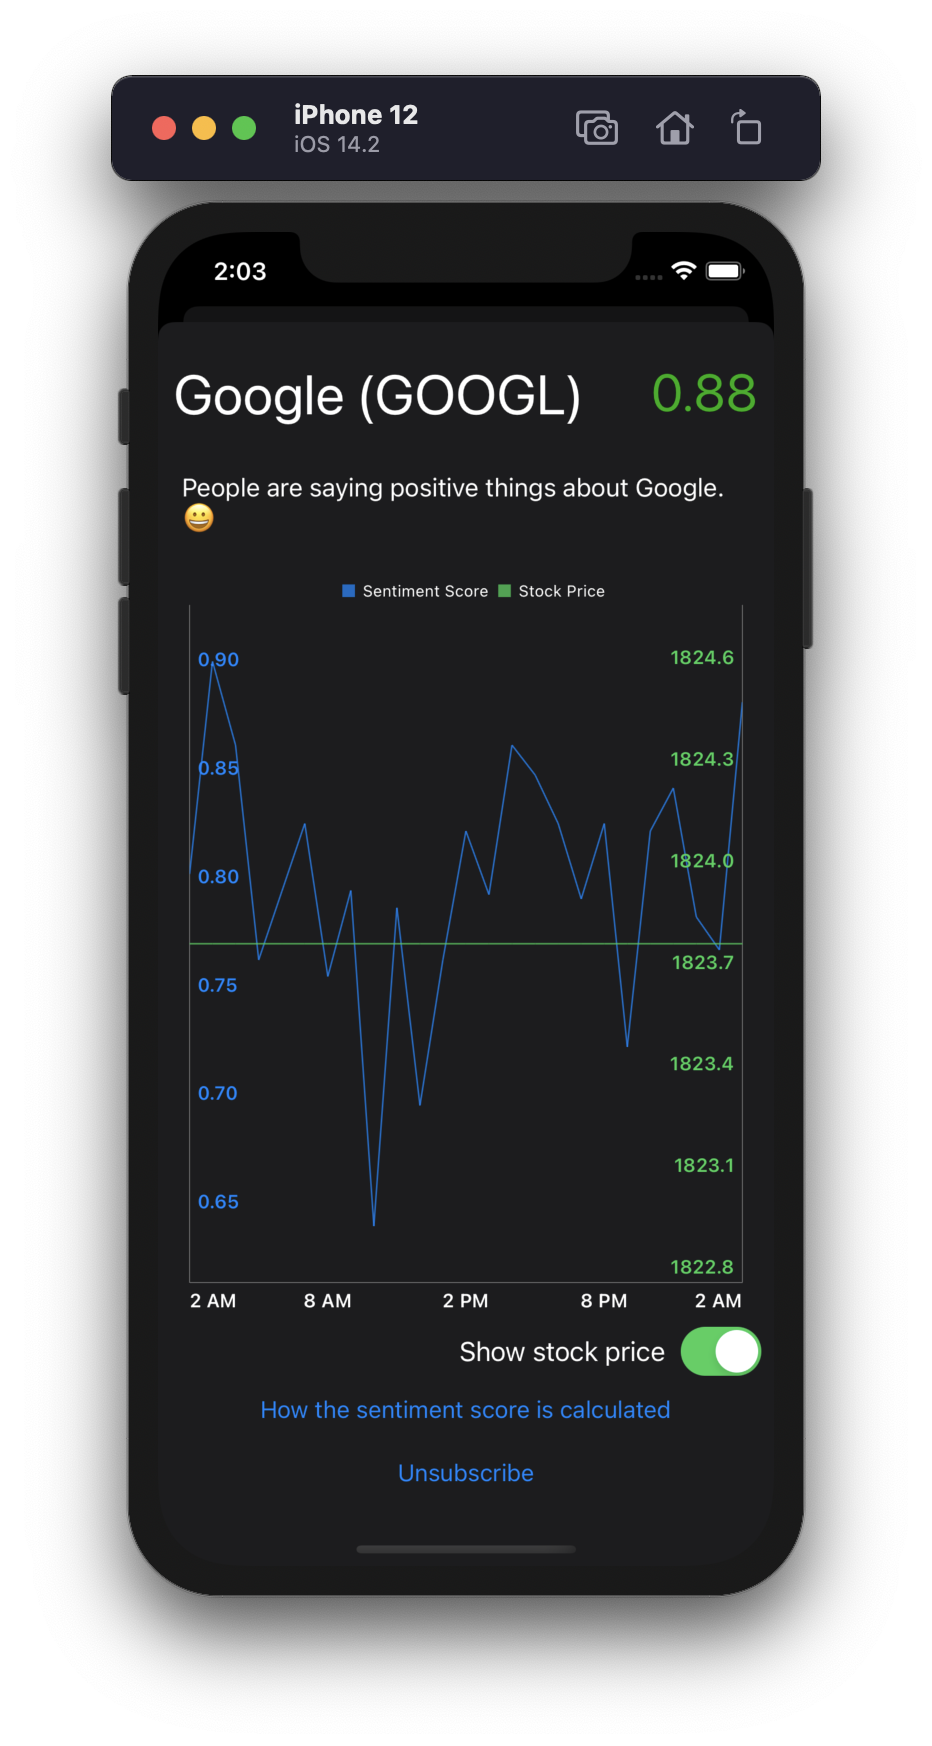 iPhone 12
iOS 14.2
2:03
Google (GOOGL) 0.88
People are saying positive things about Google.
😀
Sentiment Score Stock Price
0.90 1824.6
0.85 1824.3
0.80 1824.0
0.75 1823.7
0.70 1823.4
0.65 1823.1
1822.8
2 AM 8 AM 2 PM 8 PM 2 AM
Show stock price
How the sentiment score is calculated
Unsubscribe